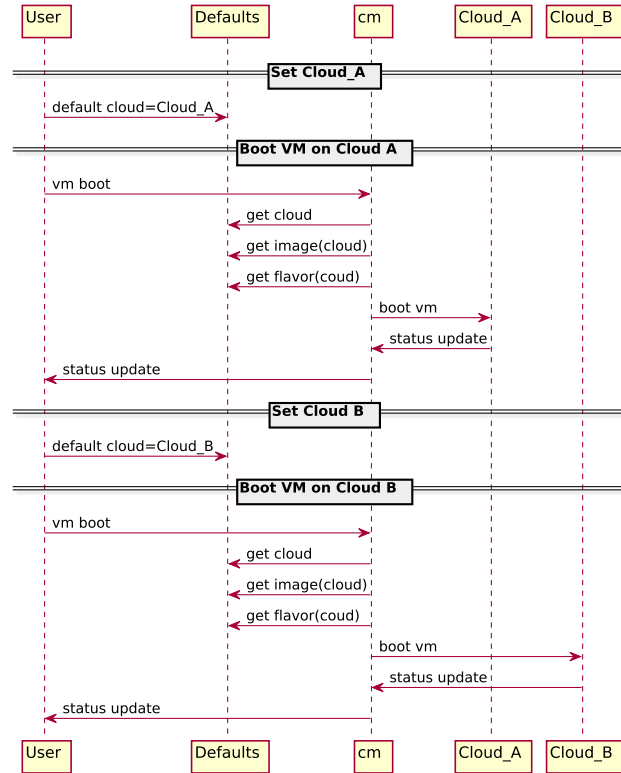 User Defaults cm Cloud_A Cloud_B
Set Cloud_A
default cloud=Cloud_A
Boot VM on Cloud A
vm boot
get cloud
get image(cloud)
get flavor(coud)
boot vm
status update
status update
Set Cloud B
default cloud=Cloud_B
Boot VM on Cloud B
vm boot
get cloud
get image(cloud)
get flavor(coud)
boot vm
status update
status update
User Defaults cm Cloud_A Cloud_B